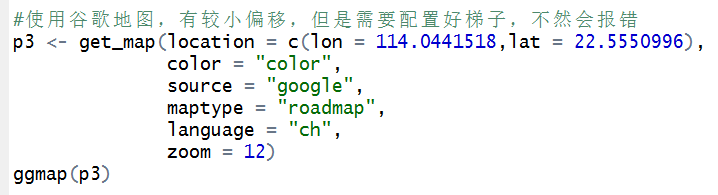 #使用谷歌地图，有较小偏移，但是需要配置好梯子，不然会报错
p3 <- get_map(location = c(lon = 114.0441518,lat = 22.5550996),
color = "color",
source = "google",
maptype = "roadmap",
language = "ch",
zoom = 12)
ggmap(p3)